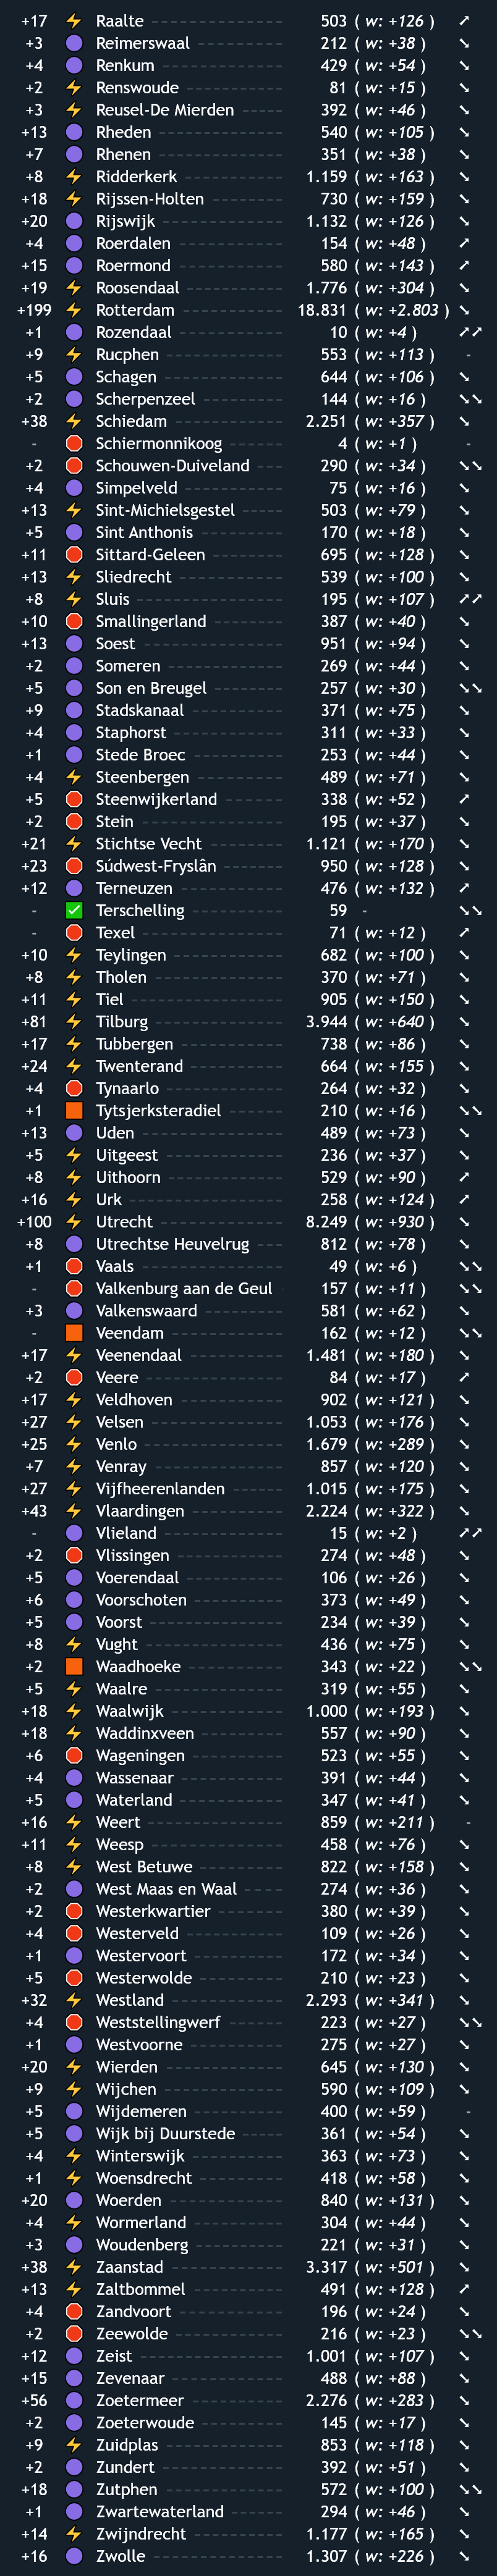 +17 ⚡ Raalte 503 ( w: +126 ) ➚
+3 🟣 Reimerswaal 212 ( w: +38 ) ➘
+4 🟣 Renkum 429 ( w: +54 ) ➘
+2 ⚡ Renswoude 81 ( w: +15 ) ➘
+3 ⚡ Reusel-De Mierden 392 ( w: +46 ) ➘
+13 🟣 Rheden 540 ( w: +105 ) ➘
+7 🟣 Rhenen 351 ( w: +38 ) ➘
+8 ⚡ Ridderkerk 1.159 ( w: +163 ) ➘
+18 ⚡ Rijssen-Holten 730 ( w: +159 ) ➘
+20 🟣 Rijswijk 1.132 ( w: +126 ) ➘
+4 🟣 Roerdalen 154 ( w: +48 ) ➚
+15 🟣 Roermond 580 ( w: +143 ) ➚
+19 ⚡ Roosendaal 1.776 ( w: +304 ) ➘
+199 ⚡ Rotterdam 18.831 ( w: +2.803 ) ➘
+1 🟣 Rozendaal 10 ( w: +4 ) ➚➚
+9 ⚡ Rucphen 553 ( w: +113 ) -
+5 🟣 Schagen 644 ( w: +106 ) ➘
+2 🟣 Scherpenzeel 144 ( w: +16 ) ➘➘
+38 ⚡ Schiedam 2.251 ( w: +357 ) ➘
- 🛑 Schiermonnikoog 4 ( w: +1 ) -
+2 🛑 Schouwen-Duiveland 290 ( w: +34 ) ➘➘
+4 🟣 Simpelveld 75 ( w: +16 ) ➘
+13 ⚡ Sint-Michielsgestel 503 ( w: +79 ) ➘
+5 🟣 Sint Anthonis 170 ( w: +18 ) ➘
+11 🛑 Sittard-Geleen 695 ( w: +128 ) ➘
+13 ⚡ Sliedrecht 539 ( w: +100 ) ➘
+8 ⚡ Sluis 195 ( w: +107 ) ➚➚
+10 🛑 Smallingerland 387 ( w: +40 ) ➘
+13 🟣 Soest 951 ( w: +94 ) ➘
+2 🟣 Someren 269 ( w: +44 ) ➘
+5 🟣 Son en Breugel 257 ( w: +30 ) ➘➘
+9 🟣 Stadskanaal 371 ( w: +75 ) ➘
+4 🟣 Staphorst 311 ( w: +33 ) ➘
+1 🟣 Stede Broec 253 ( w: +44 ) ➘
+4 ⚡ Steenbergen 489 ( w: +71 ) ➘
+5 🛑 Steenwijkerland 338 ( w: +52 ) ➚
+2 🛑 Stein 195 ( w: +37 ) ➘
+21 ⚡ Stichtse Vecht 1.121 ( w: +170 ) ➘
+23 🛑 Súdwest-Fryslân 950 ( w: +128 ) ➘
+12 🟣 Terneuzen 476 ( w: +132 ) ➚
- ✅ Terschelling 59 - ➘➘
- 🛑 Texel 71 ( w: +12 ) ➚
+10 ⚡ Teylingen 682 ( w: +100 ) ➘
+8 ⚡ Tholen 370 ( w: +71 ) ➘
+11 ⚡ Tiel 905 ( w: +150 ) ➘
+81 ⚡ Tilburg 3.944 ( w: +640 ) ➘
+17 ⚡ Tubbergen 738 ( w: +86 ) ➘
+24 ⚡ Twenterand 664 ( w: +155 ) ➘
+4 🛑 Tynaarlo 264 ( w: +32 ) ➘
+1 🟧 Tytsjerksteradiel 210 ( w: +16 ) ➘➘
+13 🟣 Uden 489 ( w: +73 ) ➘
+5 ⚡ Uitgeest 236 ( w: +37 ) ➘
+8 ⚡ Uithoorn 529 ( w: +90 ) ➚
+16 ⚡ Urk 258 ( w: +124 ) ➚
+100 ⚡ Utrecht 8.249 ( w: +930 ) ➘
+8 🟣 Utrechtse Heuvelrug 812 ( w: +78 ) ➘
+1 🛑 Vaals 49 ( w: +6 ) ➘➘
- 🛑 Valkenburg aan de Geul 157 ( w: +11 ) ➘➘
+3 🟣 Valkenswaard 581 ( w: +62 ) ➘
- 🟧 Veendam 162 ( w: +12 ) ➘➘
+17 ⚡ Veenendaal 1.481 ( w: +180 ) ➘
+2 🛑 Veere 84 ( w: +17 ) ➚
+17 ⚡ Veldhoven 902 ( w: +121 ) ➘
+27 ⚡ Velsen 1.053 ( w: +176 ) ➘
+25 ⚡ Venlo 1.679 ( w: +289 ) ➘
+7 ⚡ Venray 857 ( w: +120 ) ➘
+27 ⚡ Vijfheerenlanden 1.015 ( w: +175 ) ➘
+43 ⚡ Vlaardingen 2.224 ( w: +322 ) ➘
- 🟣 Vlieland 15 ( w: +2 ) ➚➚
+2 🛑 Vlissingen 274 ( w: +48 ) ➘
+5 🟣 Voerendaal 106 ( w: +26 ) ➘
+6 🟣 Voorschoten 373 ( w: +49 ) ➘
+5 🟣 Voorst 234 ( w: +39 ) ➘
+8 ⚡ Vught 436 ( w: +75 ) ➘
+2 🟧 Waadhoeke 343 ( w: +22 ) ➘➘
+5 ⚡ Waalre 319 ( w: +55 ) ➘
+18 ⚡ Waalwijk 1.000 ( w: +193 ) ➘
+18 ⚡ Waddinxveen 557 ( w: +90 ) ➘
+6 🛑 Wageningen 523 ( w: +55 ) ➘
+4 🟣 Wassenaar 391 ( w: +44 ) ➘
+5 🟣 Waterland 347 ( w: +41 ) ➘
+16 ⚡ Weert 859 ( w: +211 ) -
+11 ⚡ Weesp 458 ( w: +76 ) ➘
+8 ⚡ West Betuwe 822 ( w: +158 ) ➘
+2 🟣 West Maas en Waal 274 ( w: +36 ) ➘
+2 🛑 Westerkwartier 380 ( w: +39 ) ➘
+4 🛑 Westerveld 109 ( w: +26 ) ➘
+1 🟣 Westervoort 172 ( w: +34 ) ➘
+5 🛑 Westerwolde 210 ( w: +23 ) ➘
+32 ⚡ Westland 2.293 ( w: +341 ) ➘
+4 🛑 Weststellingwerf 223 ( w: +27 ) ➘➘
+1 🟣 Westvoorne 275 ( w: +27 ) ➘
+20 ⚡ Wierden 645 ( w: +130 ) ➘
+9 ⚡ Wijchen 590 ( w: +109 ) ➘
+5 🟣 Wijdemeren 400 ( w: +59 ) -
+5 🟣 Wijk bij Duurstede 361 ( w: +54 ) ➘
+4 ⚡ Winterswijk 363 ( w: +73 ) ➘
+1 ⚡ Woensdrecht 418 ( w: +58 ) ➘
+20 🟣 Woerden 840 ( w: +131 ) ➘
+4 ⚡ Wormerland 304 ( w: +44 ) ➘
+3 🟣 Woudenberg 221 ( w: +31 ) ➘
+38 ⚡ Zaanstad 3.317 ( w: +501 ) ➘
+13 ⚡ Zaltbommel 491 ( w: +128 ) ➚
+4 🛑 Zandvoort 196 ( w: +24 ) ➘
+2 🛑 Zeewolde 216 ( w: +23 ) ➘➘
+12 🟣 Zeist 1.001 ( w: +107 ) ➘
+15 🟣 Zevenaar 488 ( w: +88 ) ➘
+56 🟣 Zoetermeer 2.276 ( w: +283 ) ➘
+2 🟣 Zoeterwoude 145 ( w: +17 ) ➘
+9 ⚡ Zuidplas 853 ( w: +118 ) ➘
+2 🟣 Zundert 392 ( w: +51 ) ➘
+18 🟣 Zutphen 572 ( w: +100 ) ➘➘
+1 🟣 Zwartewaterland 294 ( w: +46 ) ➘
+14 ⚡ Zwijndrecht 1.177 ( w: +165 ) ➘
+16 🟣 Zwolle 1.307 ( w: +226 ) ➘